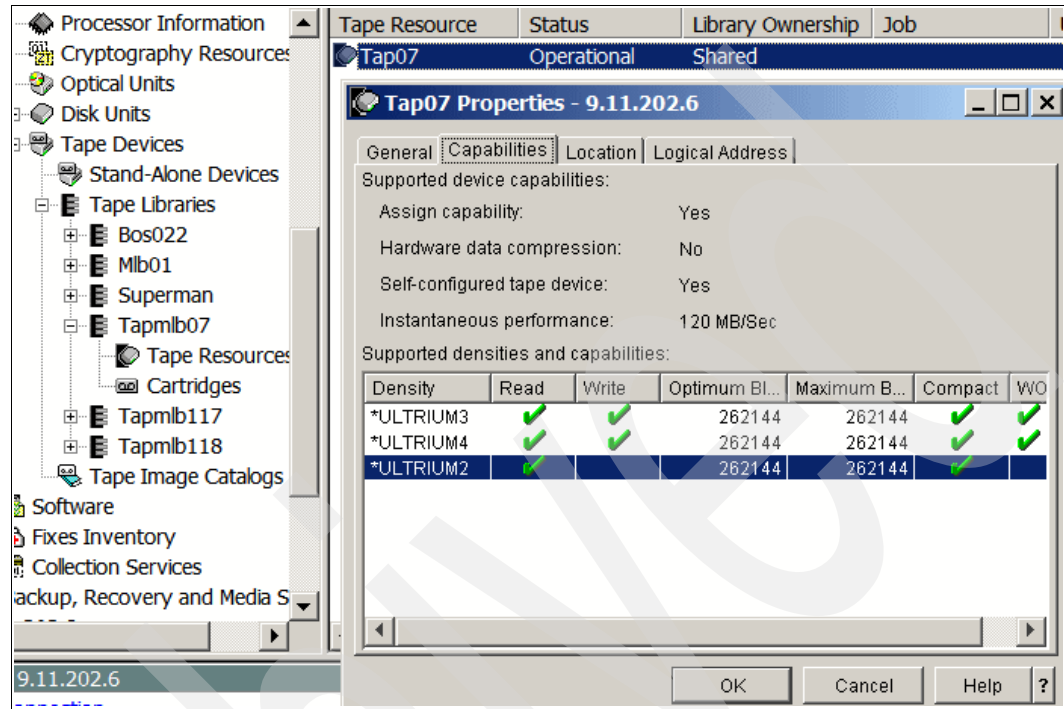 Processor Information
Cryptography Resources
Optical Units
Disk Units
Tape Devices
Stand-Alone Devices
Tape Libraries
Bos022
Mlb01
Superman
Tapmlb07
Tape Resources
Cartridges
Tapmlb117
Tapmlb118
Tape Image Catalogs
Software
Fixes Inventory
Collection Services
ackup, Recovery and Media S
9.11.202.6
Tape Resource Status Library Ownership Job
Tap07 Operational Shared
Tap07 Properties - 9.11.202.6
General Capabilities Location Logical Address
Supported device capabilities:
Assign capability: Yes
Hardware data compression: No
Self-configured tape device: Yes
Instantaneous performance: 120 MB/Sec
Supported densities and capabilities:
Density Read Write Optimum Bl... Maximum B... Compact WO
*ULTRIUM3 262144 262144
*ULTRIUM4 262144 262144
*ULTRIUM2 262144 262144
OK Cancel Help ?